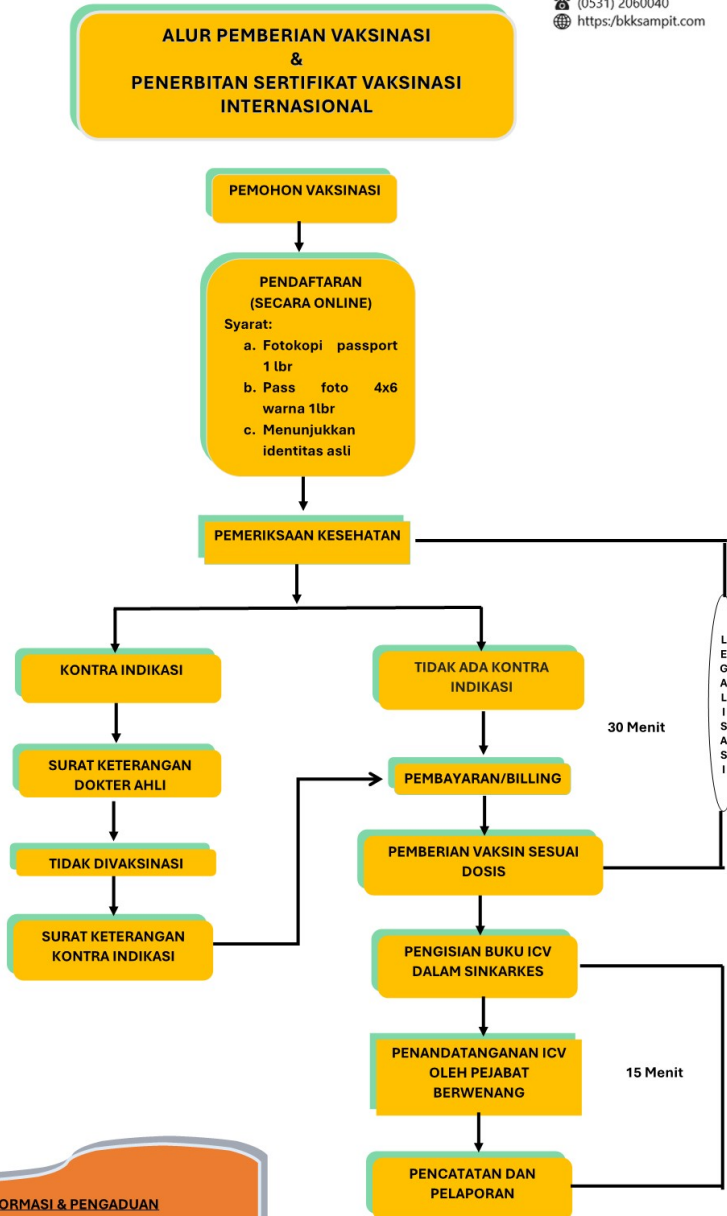 (0531) 2060040
https:/bkksampit.com
ALUR PEMBERIAN VAKSINASI
&
PENERBITAN SERTIFIKAT VAKSINASI
INTERNASIONAL
PEMOHON VAKSINASI
PENDAFTARAN
(SECARA ONLINE)
Syarat:
a. Fotokopi passport
1 lbr
b. Pass foto 4x6
warna 1lbr
c. Menunjukkan
identitas asli
PEMERIKSAAN KESEHATAN
KONTRA INDIKASI
TIDAK ADA KONTRA
INDIKASI
LEGALISASI
30 Menit
SURAT KETERANGAN
DOKTER AHLI
PEMBAYARAN/BILLING
TIDAK DIVAKSINASI
PEMBERIAN VAKSIN SESUAI
DOSIS
SURAT KETERANGAN
KONTRA INDIKASI
PENGISIAN BUKU ICV
DALAM SINKARKES
PENANDATANGANAN ICV
OLEH PEJABAT
BERWENANG
15 Menit
PENCATATAN DAN
PELAPORAN
ORMASI & PENGADUAN